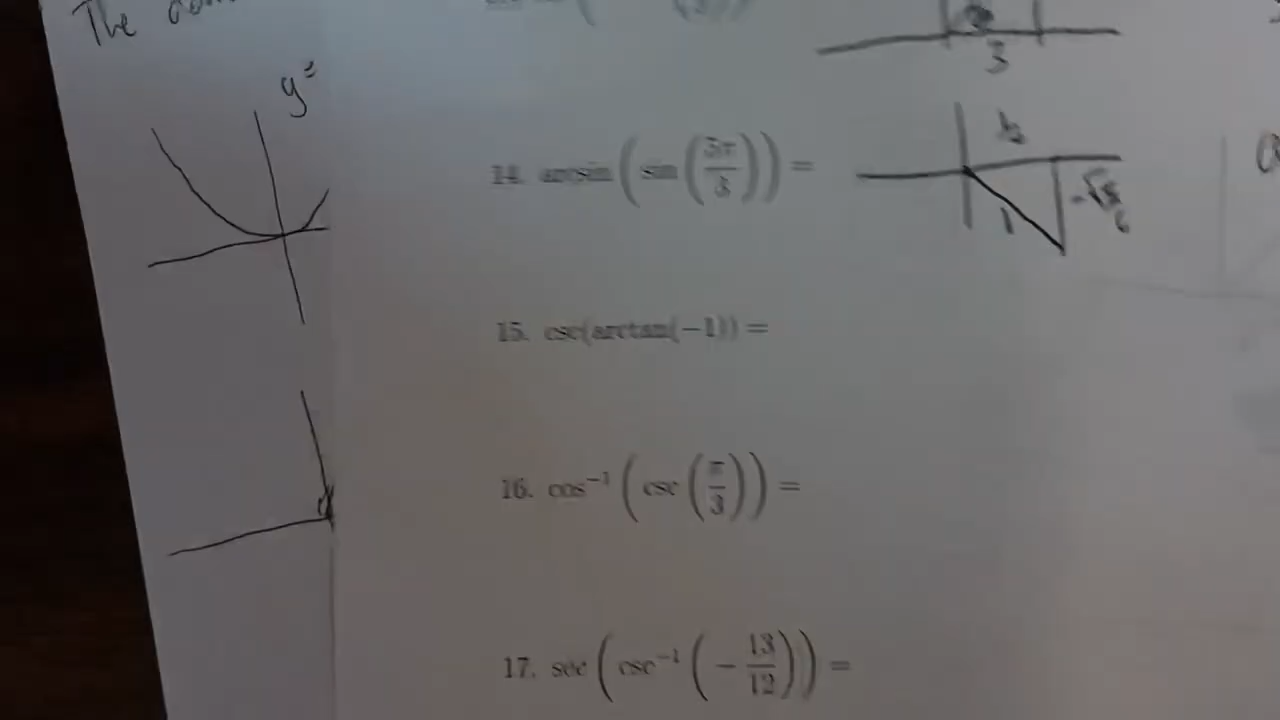 The
y =
3
14. arcsin(sin(5π/3)) =
1
15. csc(arctan(−1)) =
16. cos⁻¹(csc(π/3)) =
17. sec(csc⁻¹(−13/12)) =